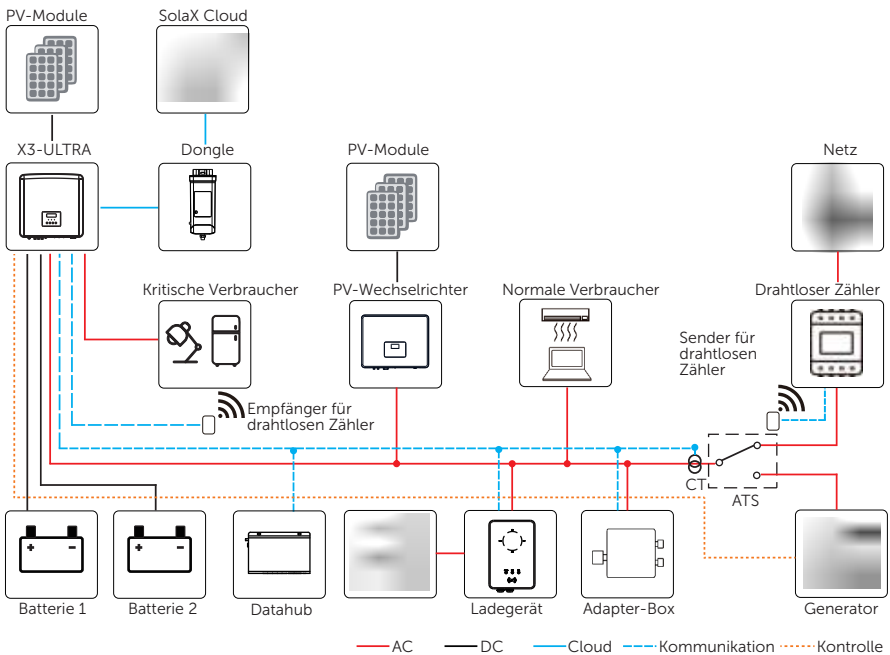 PV-Module
SolaX Cloud
X3-ULTRA
Dongle
PV-Module
Netz
Kritische Verbraucher
PV-Wechselrichter
Normale Verbraucher
Drahtloser Zähler
Sender für
drahtlosen
Zähler
Empfänger für
drahtlosen Zähler
CT
ATS
Batterie 1
Batterie 2
Datahub
Ladegerät
Adapter-Box
Generator
AC
DC
Cloud
Kommunikation
Kontrolle